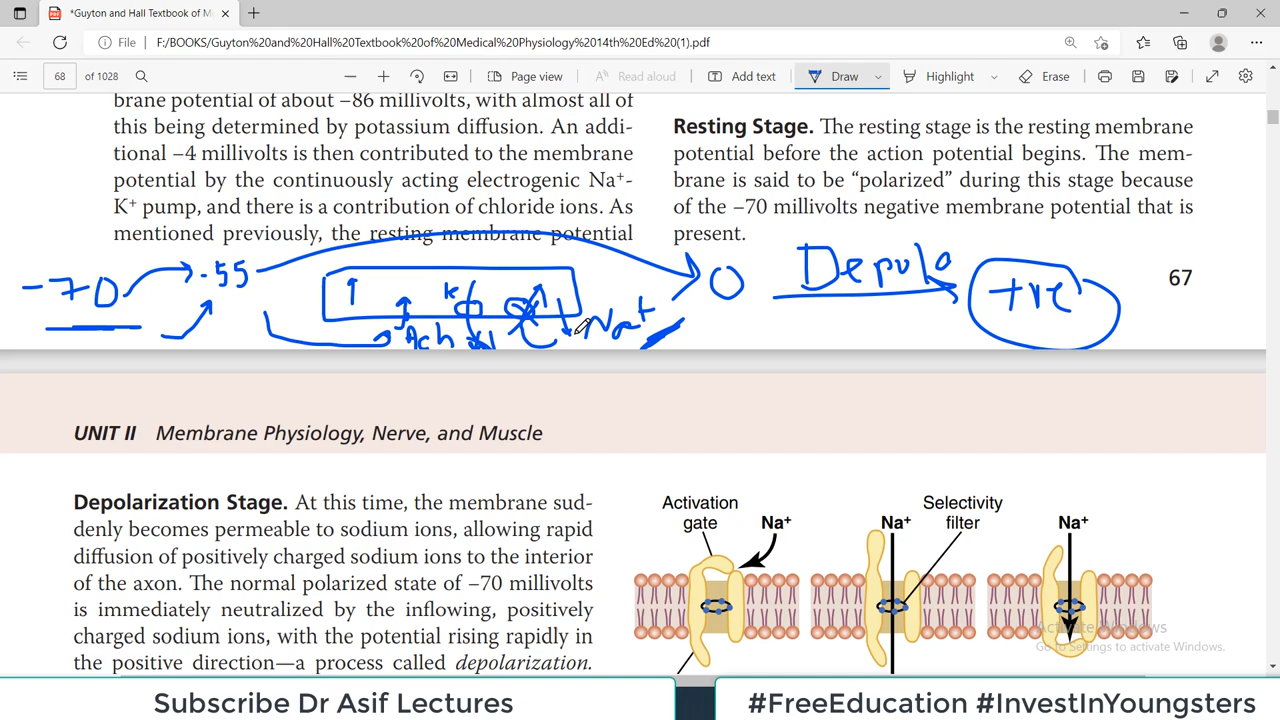 *Guyton and Hall Textbook of M
File
F:/BOOKS/Guyton%20and%20Hall%20Textbook%20of%20Medical%20Physiology%2014th%20Ed%20(1).pdf
68 of 1028
Page view
Read aloud
Add text
Draw
Highlight
Erase
brane potential of about −86 millivolts, with almost all of
this being determined by potassium diffusion. An addi-
tional −4 millivolts is then contributed to the membrane
potential by the continuously acting electrogenic Na⁺-
K⁺ pump, and there is a contribution of chloride ions. As
mentioned previously, the resting membrane potential
Resting Stage. The resting stage is the resting membrane
potential before the action potential begins. The mem-
brane is said to be “polarized” during this stage because
of the −70 millivolts negative membrane potential that is
present.
67
-70
-55
K
Ach
Na+
0
Depola
+ve
UNIT II Membrane Physiology, Nerve, and Muscle
Depolarization Stage. At this time, the membrane sud-
denly becomes permeable to sodium ions, allowing rapid
diffusion of positively charged sodium ions to the interior
of the axon. The normal polarized state of −70 millivolts
is immediately neutralized by the inflowing, positively
charged sodium ions, with the potential rising rapidly in
the positive direction—a process called depolarization.
Activation
gate
Na⁺
Na⁺
Selectivity
filter
Na⁺
Activate Windows
Go to Settings to activate Windows.
Subscribe Dr Asif Lectures
#FreeEducation #InvestInYoungsters